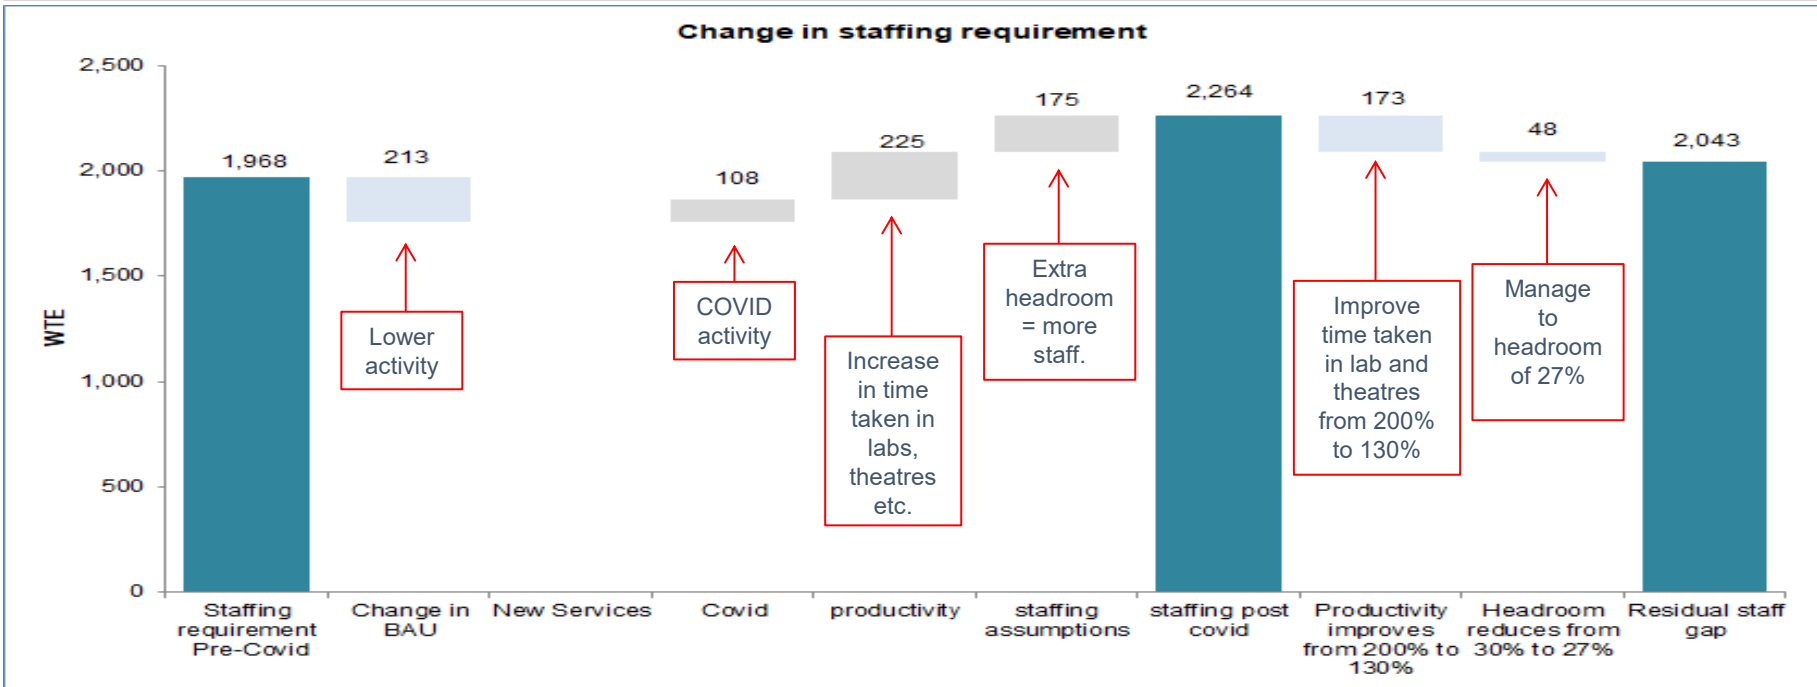 Change in staffing requirement
2,500
2,000
1,500
1,000
500
0
WTE
1,968
213
108
225
175
2,264
173
48
2,043
Lower
activity
COVID
activity
Increase
in time
taken in
labs,
theatres
etc.
Extra
headroom
= more
staff.
Improve
time taken
in lab and
theatres
from 200%
to 130%
Manage
to
headroom
of 27%
Staffing
requirement
Pre-Covid
Change in
BAU
New Services
Covid
productivity
staffing
assumptions
staffing post
covid
Productivity
improves
from 200% to
130%
Headroom
reduces from
30% to 27%
Residual staff
gap